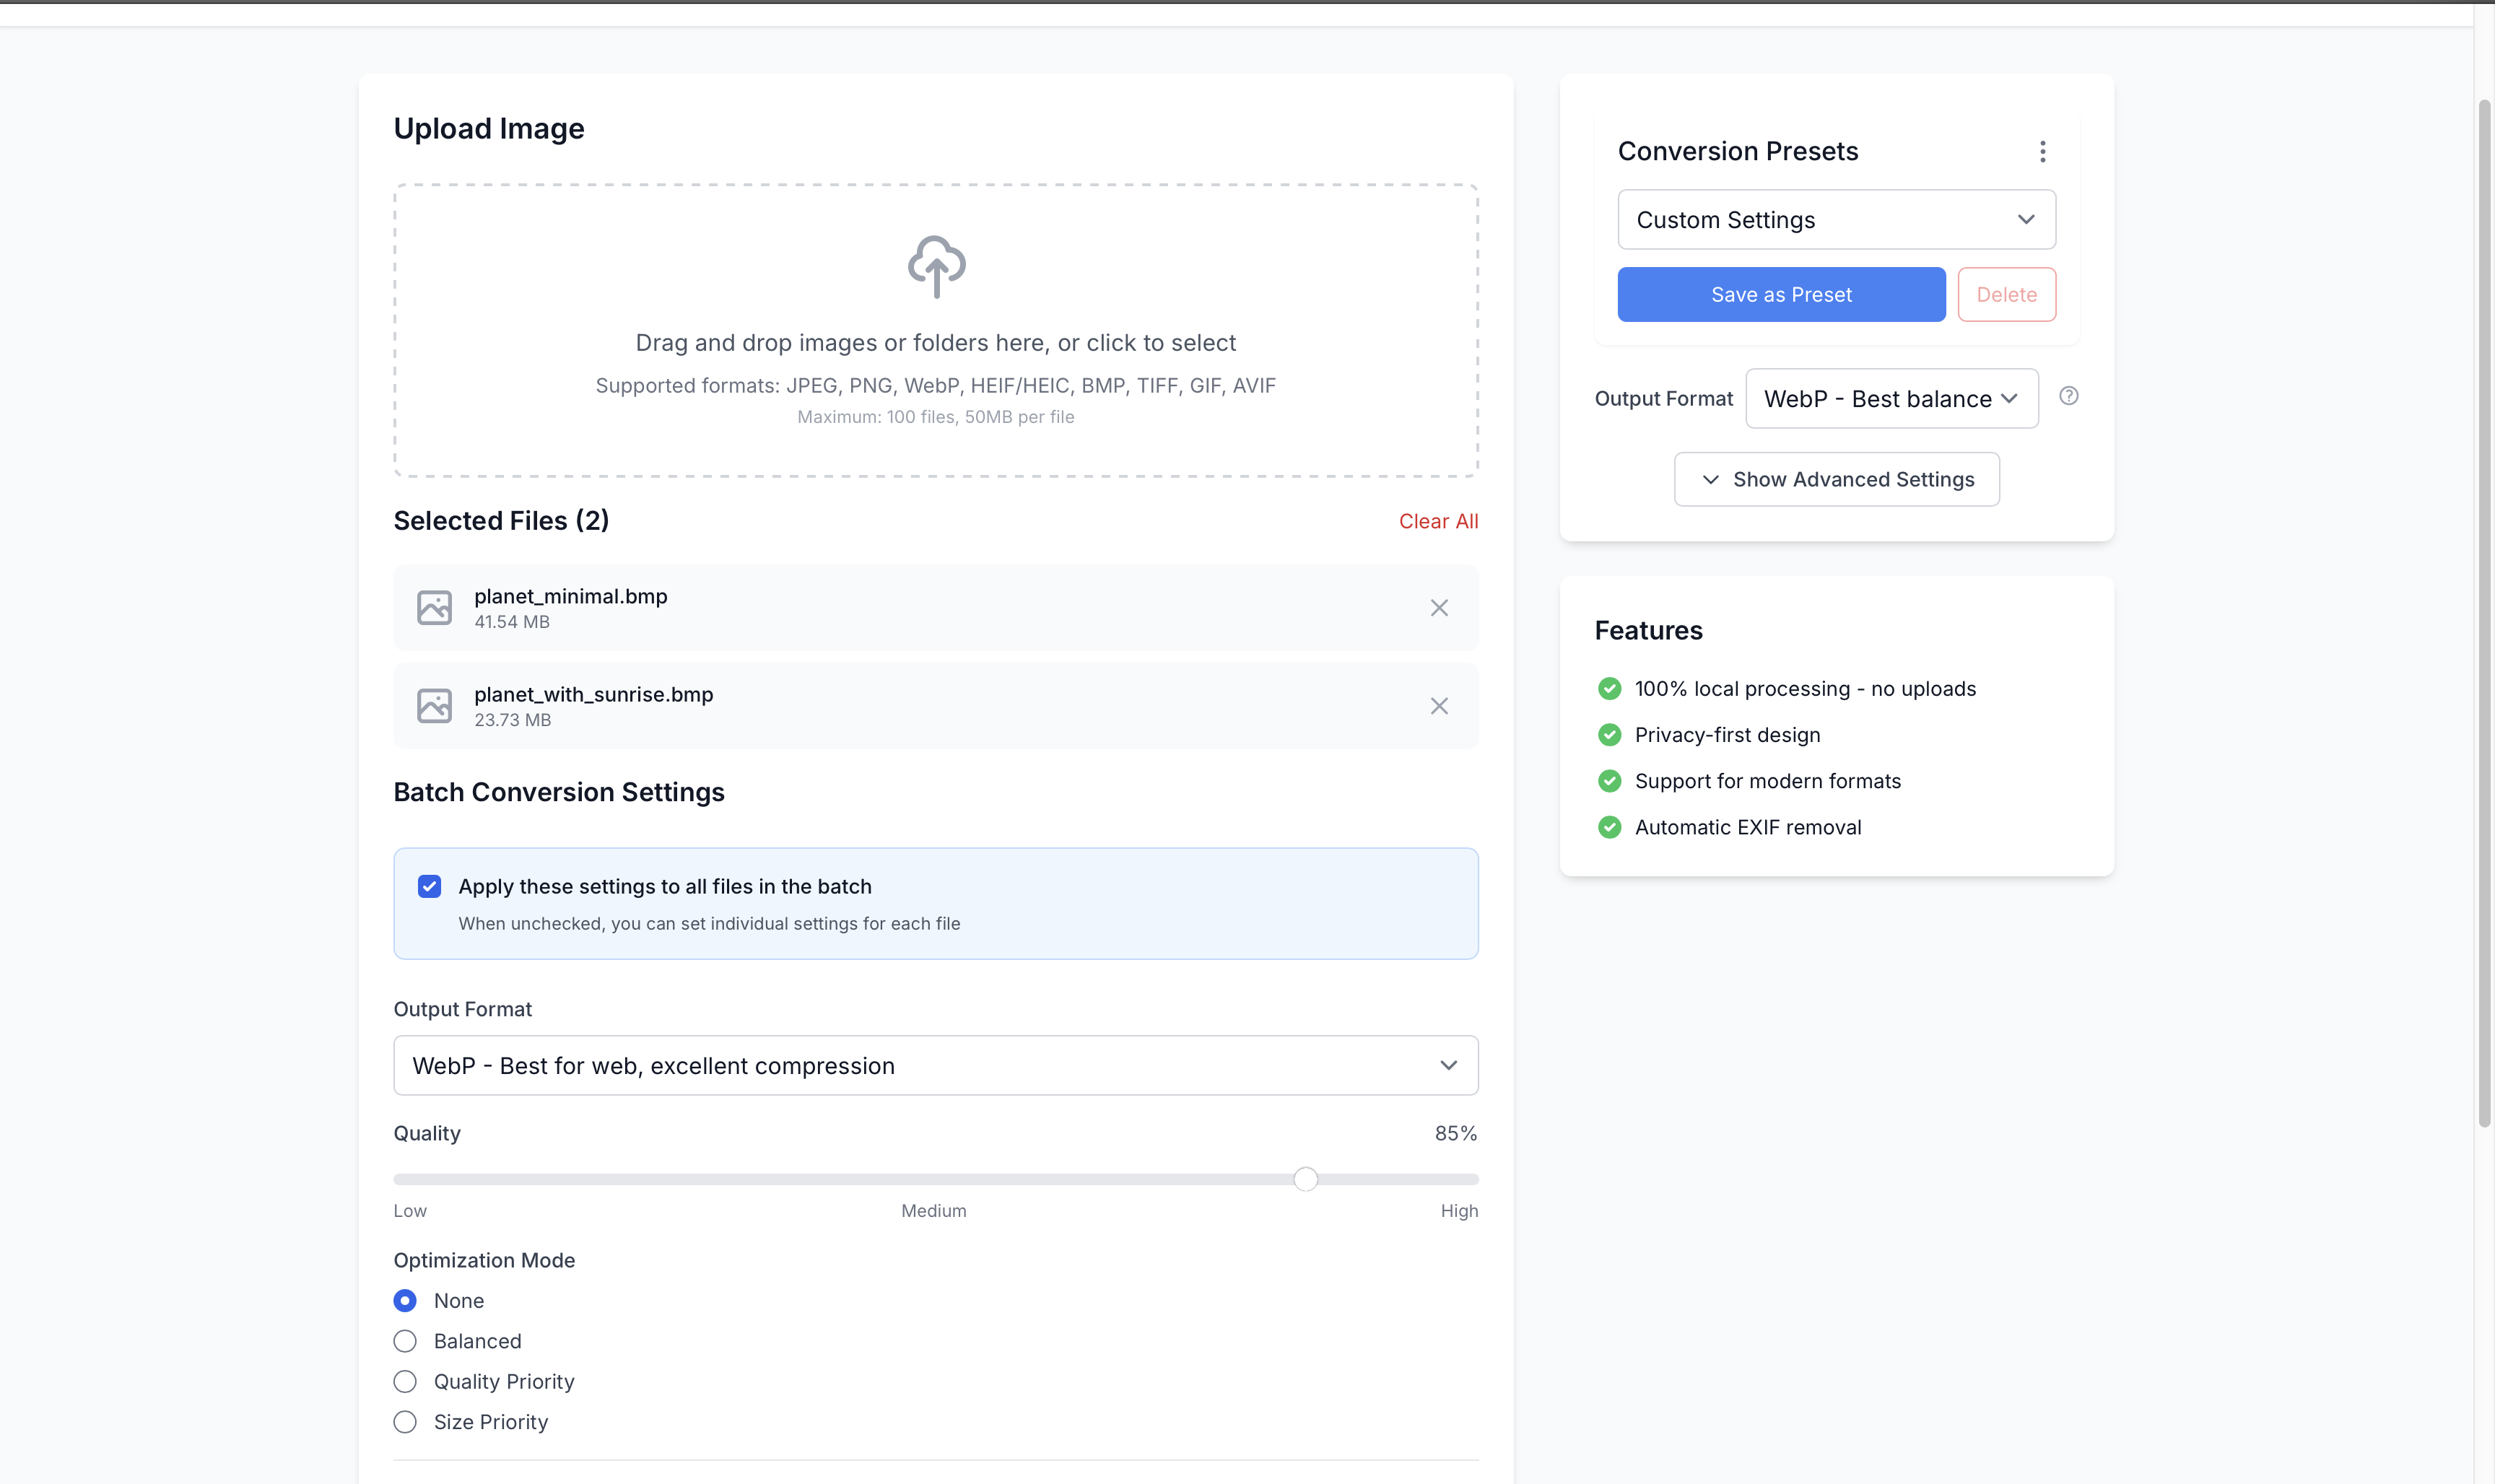 Upload Image
Drag and drop images or folders here, or click to select
Supported formats: JPEG, PNG, WebP, HEIF/HEIC, BMP, TIFF, GIF, AVIF
Maximum: 100 files, 50MB per file
Selected Files (2)
Clear All
planet_minimal.bmp
41.54 MB
planet_with_sunrise.bmp
23.73 MB
Batch Conversion Settings
Apply these settings to all files in the batch
When unchecked, you can set individual settings for each file
Output Format
WebP - Best for web, excellent compression
Quality
85%
Low
Medium
High
Optimization Mode
None
Balanced
Quality Priority
Size Priority
Conversion Presets
Custom Settings
Save as Preset
Delete
Output Format
WebP - Best balance
Show Advanced Settings
Features
100% local processing - no uploads
Privacy-first design
Support for modern formats
Automatic EXIF removal